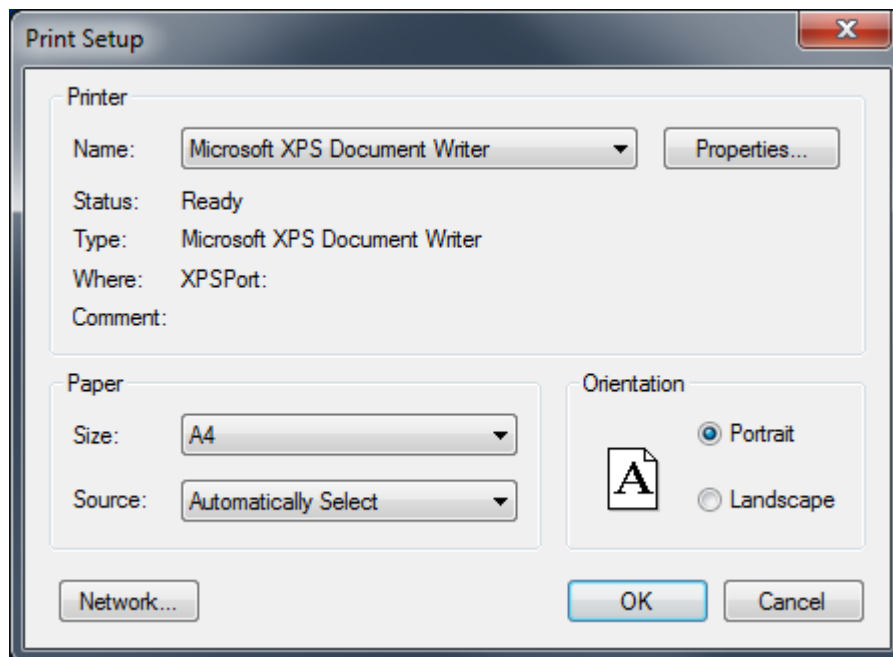 Print Setup
Printer
Name: Microsoft XPS Document Writer Properties...
Status: Ready
Type: Microsoft XPS Document Writer
Where: XPSPort:
Comment:
Paper
Size: A4
Source: Automatically Select
Orientation
A
Portrait
Landscape
Network... OK Cancel